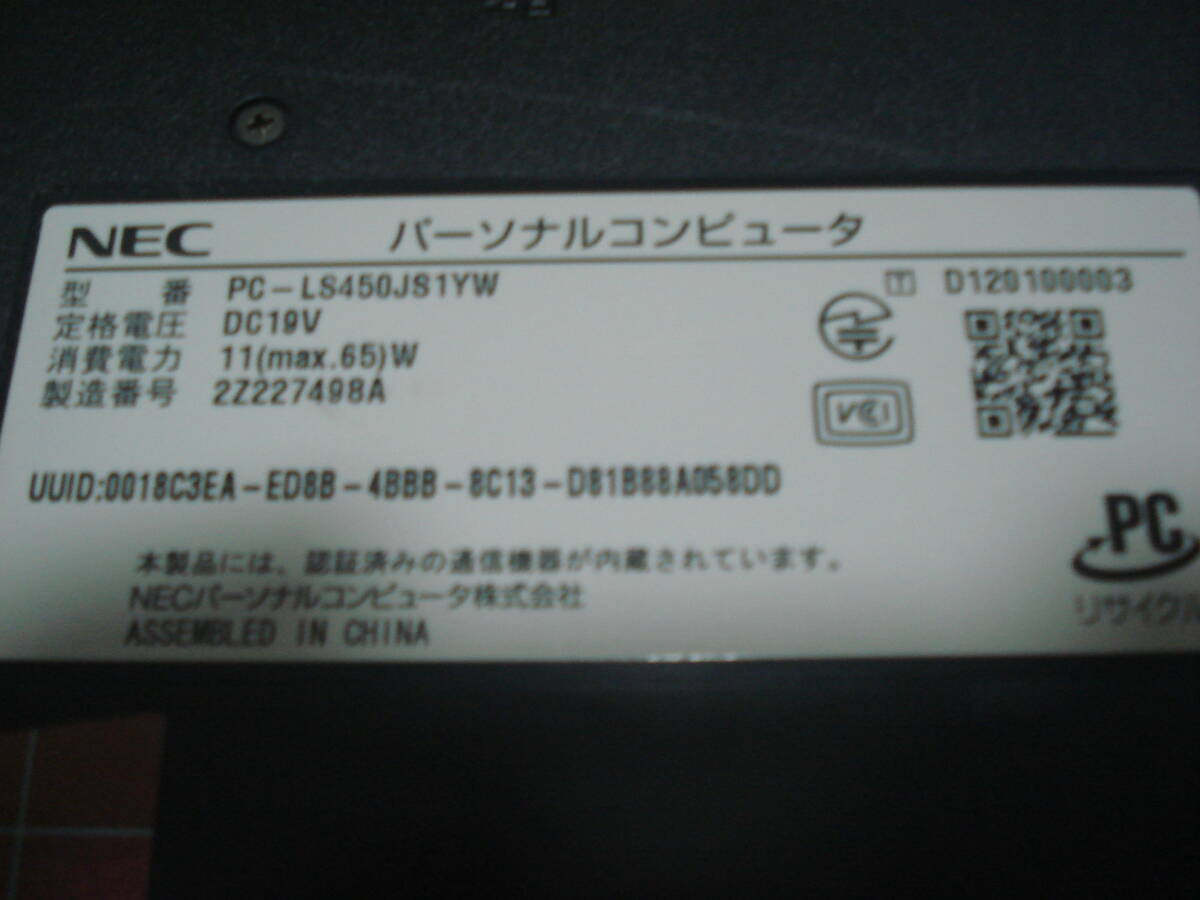 NEC パーソナルコンピュータ
型 番 PC-LS450JS1YW
T D120100003
定格電圧 DC19V
消費電力 11(max.65)W
製造番号 2Z227498A
VCI
UUID:0018C3EA-ED8B-4BBB-8C13-D81B88A058DD
PC
リサイクル
本製品には、認証済みの通信機器が内蔵されています。
NECパーソナルコンピュータ株式会社
ASSEMBLED IN CHINA